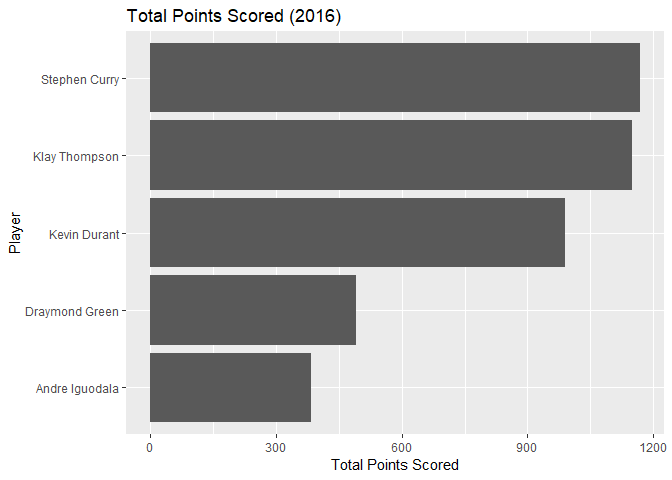 Total Points Scored (2016)
Player
Stephen Curry
Klay Thompson
Kevin Durant
Draymond Green
Andre Iguodala
0 300 600 900 1200
Total Points Scored